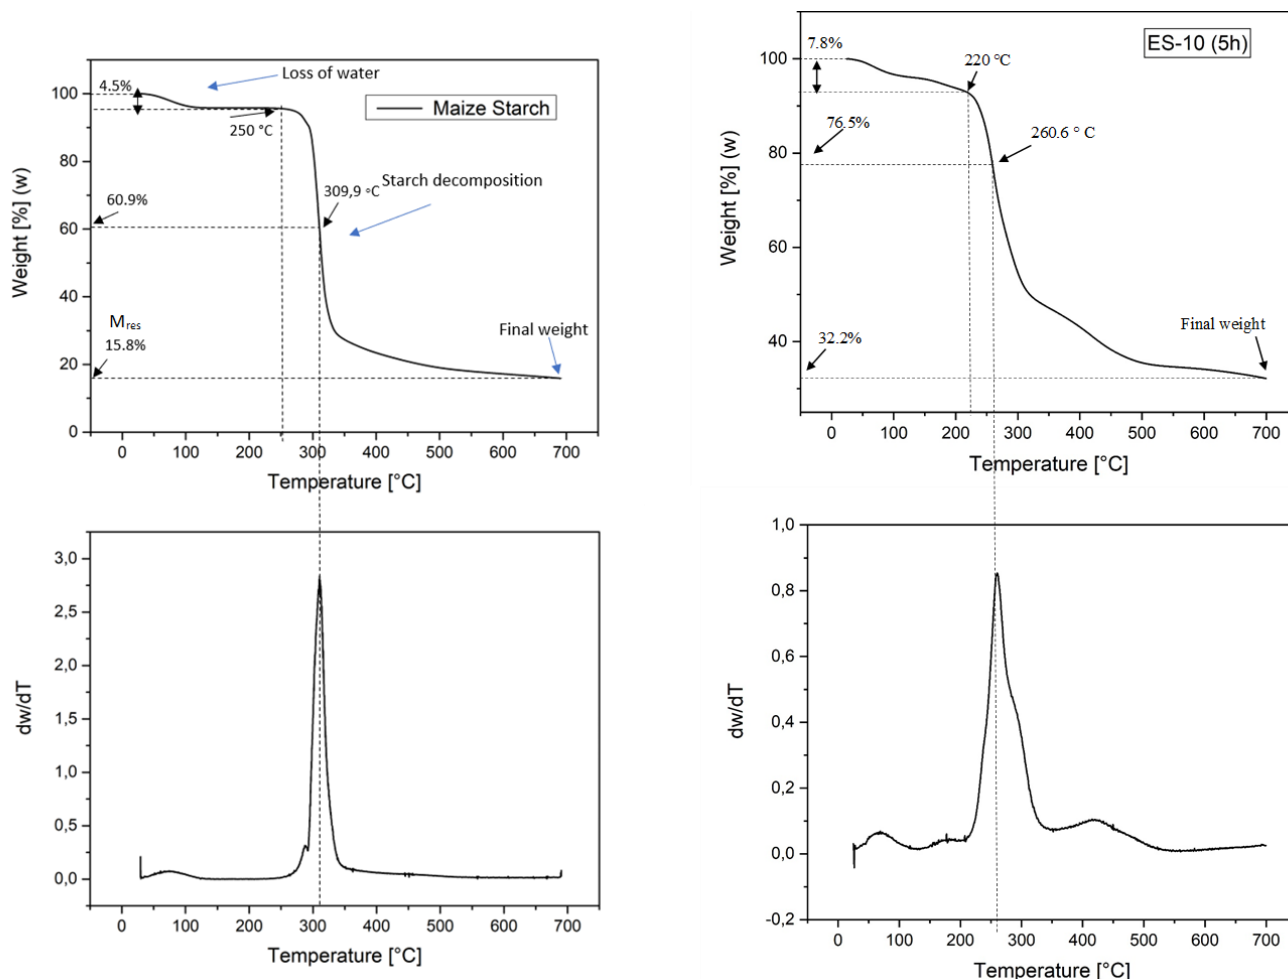 Loss of water
4.5%
100
Maize Starch
250 °C
80
Weight [%] (w)
Starch decomposition
309,9 °C
60.9%
60
40
Mres
15.8%
Final weight
20
0
0 100 200 300 400 500 600 700
Temperature [°C]
ES-10 (5h)
7.8%
220 °C
100
76.5%
260.6 ° C
80
Weight [%] (w)
60
Final weight
32.2%
40
0 100 200 300 400 500 600 700
Temperature [°C]
3,0
2,5
2,0
1,5
dw/dT
1,0
0,5
0,0
0 100 200 300 400 500 600 700
Temperature [°C]
1,0
0,8
0,6
dw/dT
0,4
0,2
0,0
-0,2
0 100 200 300 400 500 600 700
Temperature [°C]